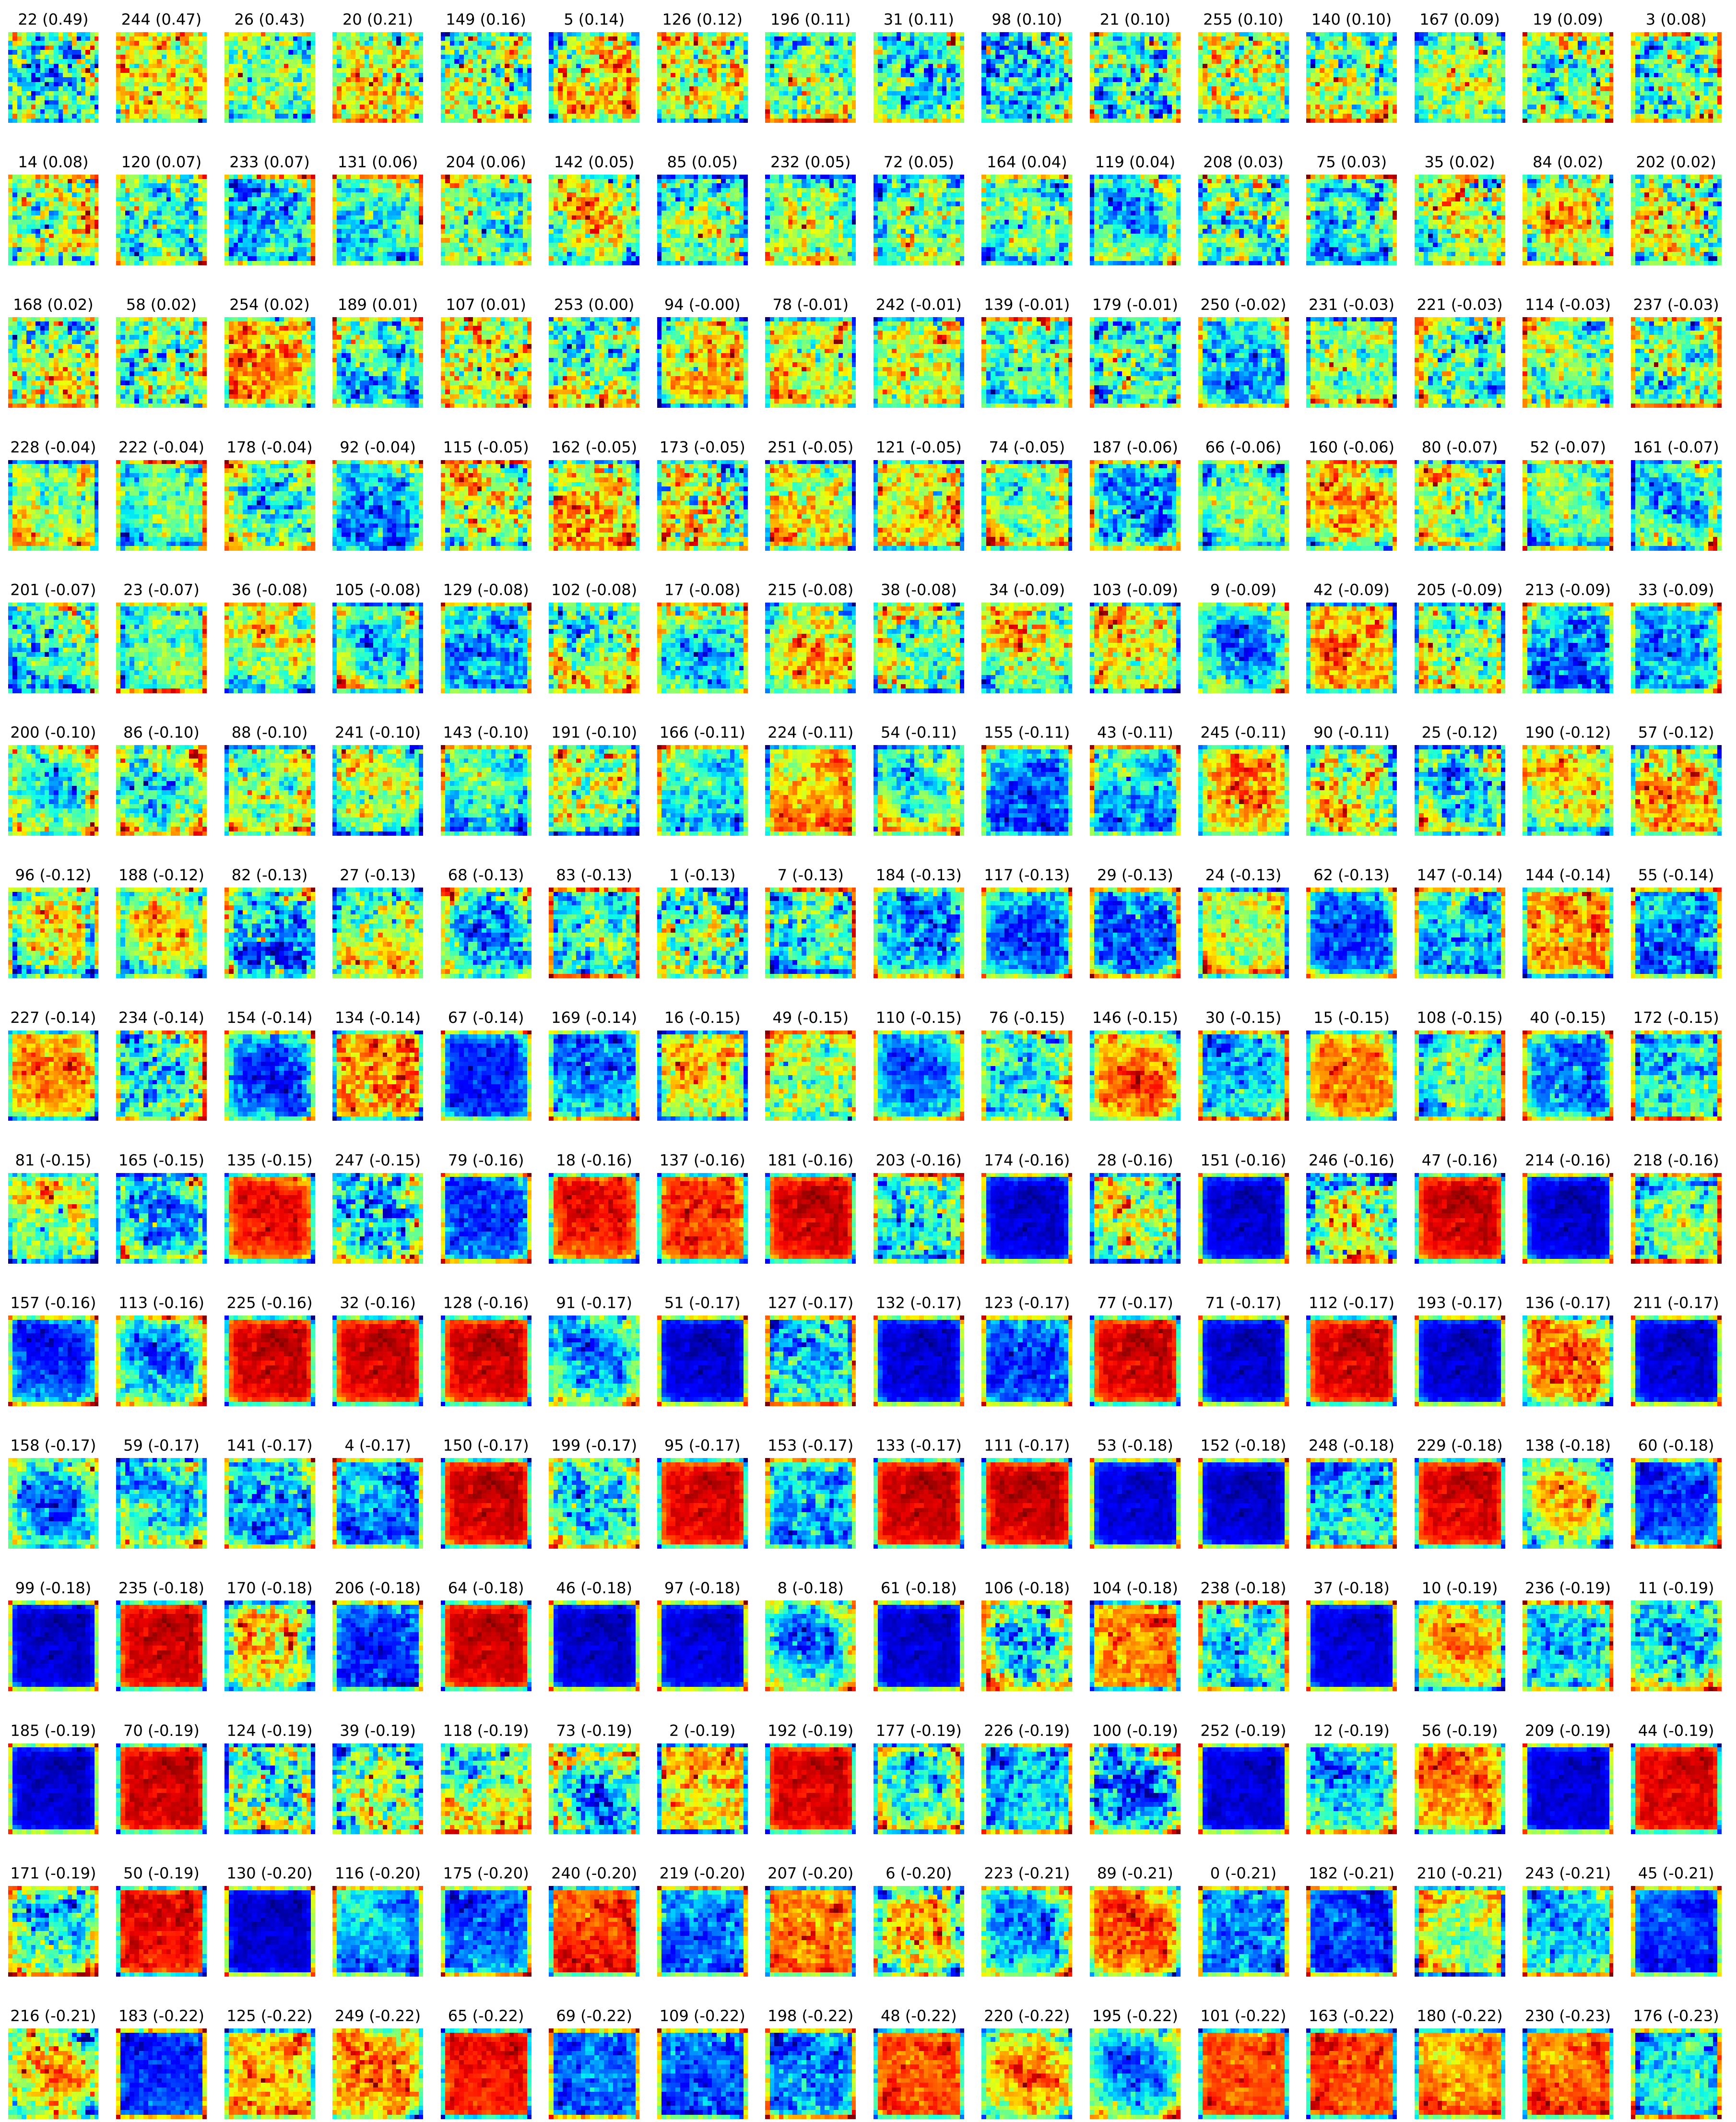 22 (0.49) 244 (0.47) 26 (0.43) 20 (0.21) 149 (0.16) 5 (0.14) 126 (0.12) 196 (0.11) 31 (0.11) 98 (0.10) 21 (0.10) 255 (0.10) 140 (0.10) 167 (0.09) 19 (0.09) 3 (0.08)
14 (0.08) 120 (0.07) 233 (0.07) 131 (0.06) 204 (0.06) 142 (0.05) 85 (0.05) 232 (0.05) 72 (0.05) 164 (0.04) 119 (0.04) 208 (0.03) 75 (0.03) 35 (0.02) 84 (0.02) 202 (0.02)
168 (0.02) 58 (0.02) 254 (0.02) 189 (0.01) 107 (0.01) 253 (0.00) 94 (-0.00) 78 (-0.01) 242 (-0.01) 139 (-0.01) 179 (-0.01) 250 (-0.02) 231 (-0.03) 221 (-0.03) 114 (-0.03) 237 (-0.03)
228 (-0.04) 222 (-0.04) 178 (-0.04) 92 (-0.04) 115 (-0.05) 162 (-0.05) 173 (-0.05) 251 (-0.05) 121 (-0.05) 74 (-0.05) 187 (-0.06) 66 (-0.06) 160 (-0.06) 80 (-0.07) 52 (-0.07) 161 (-0.07)
201 (-0.07) 23 (-0.07) 36 (-0.08) 105 (-0.08) 129 (-0.08) 102 (-0.08) 17 (-0.08) 215 (-0.08) 38 (-0.08) 34 (-0.09) 103 (-0.09) 9 (-0.09) 42 (-0.09) 205 (-0.09) 213 (-0.09) 33 (-0.09)
200 (-0.10) 86 (-0.10) 88 (-0.10) 241 (-0.10) 143 (-0.10) 191 (-0.10) 166 (-0.11) 224 (-0.11) 54 (-0.11) 155 (-0.11) 43 (-0.11) 245 (-0.11) 90 (-0.11) 25 (-0.12) 190 (-0.12) 57 (-0.12)
96 (-0.12) 188 (-0.12) 82 (-0.13) 27 (-0.13) 68 (-0.13) 83 (-0.13) 1 (-0.13) 7 (-0.13) 184 (-0.13) 117 (-0.13) 29 (-0.13) 24 (-0.13) 62 (-0.13) 147 (-0.14) 144 (-0.14) 55 (-0.14)
227 (-0.14) 234 (-0.14) 154 (-0.14) 134 (-0.14) 67 (-0.14) 169 (-0.14) 16 (-0.15) 49 (-0.15) 110 (-0.15) 76 (-0.15) 146 (-0.15) 30 (-0.15) 15 (-0.15) 108 (-0.15) 40 (-0.15) 172 (-0.15)
81 (-0.15) 165 (-0.15) 135 (-0.15) 247 (-0.15) 79 (-0.16) 18 (-0.16) 137 (-0.16) 181 (-0.16) 203 (-0.16) 174 (-0.16) 28 (-0.16) 151 (-0.16) 246 (-0.16) 47 (-0.16) 214 (-0.16) 218 (-0.16)
157 (-0.16) 113 (-0.16) 225 (-0.16) 32 (-0.16) 128 (-0.16) 91 (-0.17) 51 (-0.17) 127 (-0.17) 132 (-0.17) 123 (-0.17) 77 (-0.17) 71 (-0.17) 112 (-0.17) 193 (-0.17) 136 (-0.17) 211 (-0.17)
158 (-0.17) 59 (-0.17) 141 (-0.17) 4 (-0.17) 150 (-0.17) 199 (-0.17) 95 (-0.17) 153 (-0.17) 133 (-0.17) 111 (-0.17) 53 (-0.18) 152 (-0.18) 248 (-0.18) 229 (-0.18) 138 (-0.18) 60 (-0.18)
99 (-0.18) 235 (-0.18) 170 (-0.18) 206 (-0.18) 64 (-0.18) 46 (-0.18) 97 (-0.18) 8 (-0.18) 61 (-0.18) 106 (-0.18) 104 (-0.18) 238 (-0.18) 37 (-0.18) 10 (-0.19) 236 (-0.19) 11 (-0.19)
185 (-0.19) 70 (-0.19) 124 (-0.19) 39 (-0.19) 118 (-0.19) 73 (-0.19) 2 (-0.19) 192 (-0.19) 177 (-0.19) 226 (-0.19) 100 (-0.19) 252 (-0.19) 12 (-0.19) 56 (-0.19) 209 (-0.19) 44 (-0.19)
171 (-0.19) 50 (-0.19) 130 (-0.20) 116 (-0.20) 175 (-0.20) 240 (-0.20) 219 (-0.20) 207 (-0.20) 6 (-0.20) 223 (-0.21) 89 (-0.21) 0 (-0.21) 182 (-0.21) 210 (-0.21) 243 (-0.21) 45 (-0.21)
216 (-0.21) 183 (-0.22) 125 (-0.22) 249 (-0.22) 65 (-0.22) 69 (-0.22) 109 (-0.22) 198 (-0.22) 48 (-0.22) 220 (-0.22) 195 (-0.22) 101 (-0.22) 163 (-0.22) 180 (-0.22) 230 (-0.23) 176 (-0.23)